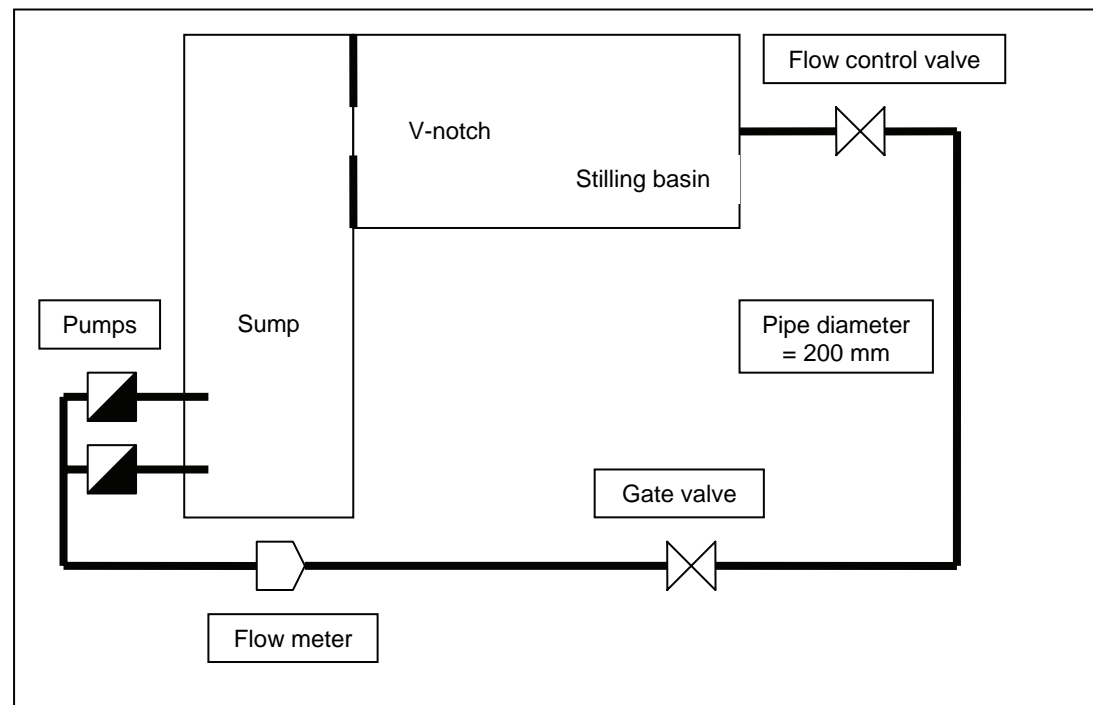 Flow control valve
V-notch
Stilling basin
Pumps
Sump
Pipe diameter
= 200 mm
Gate valve
Flow meter